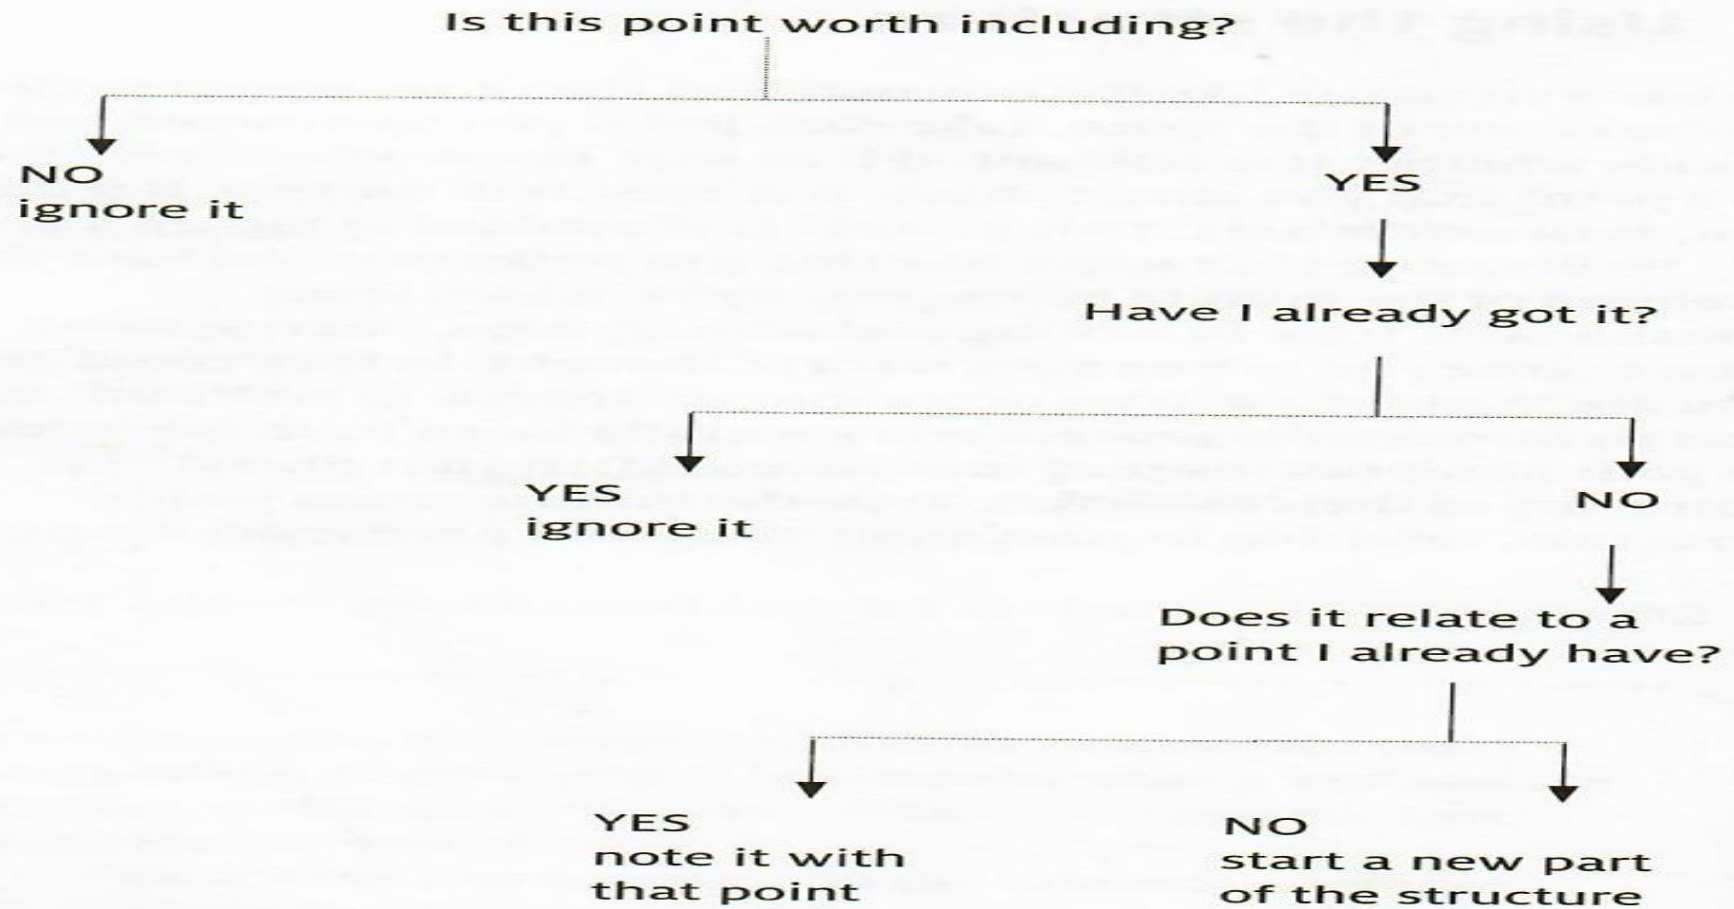 Is this point worth including?
NO
ignore it
YES
Have I already got it?
YES
ignore it
NO
Does it relate to a
point I already have?
YES
note it with
that point
NO
start a new part
of the structure